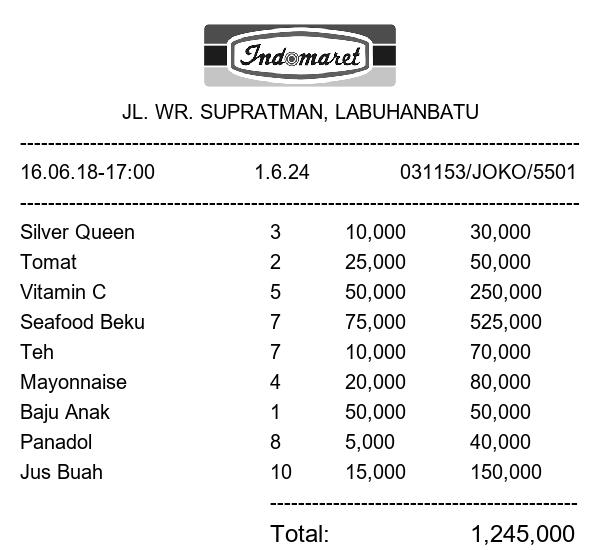 Indomaret
JL. WR. SUPRATMAN, LABUHANBATU
--------------------------------------------------------------------------------
16.06.18-17:00 1.6.24 031153/JOKO/5501
--------------------------------------------------------------------------------
Silver Queen 3 10,000 30,000
Tomat 2 25,000 50,000
Vitamin C 5 50,000 250,000
Seafood Beku 7 75,000 525,000
Teh 7 10,000 70,000
Mayonnaise 4 20,000 80,000
Baju Anak 1 50,000 50,000
Panadol 8 5,000 40,000
Jus Buah 10 15,000 150,000
--------------------------------------------
Total: 1,245,000